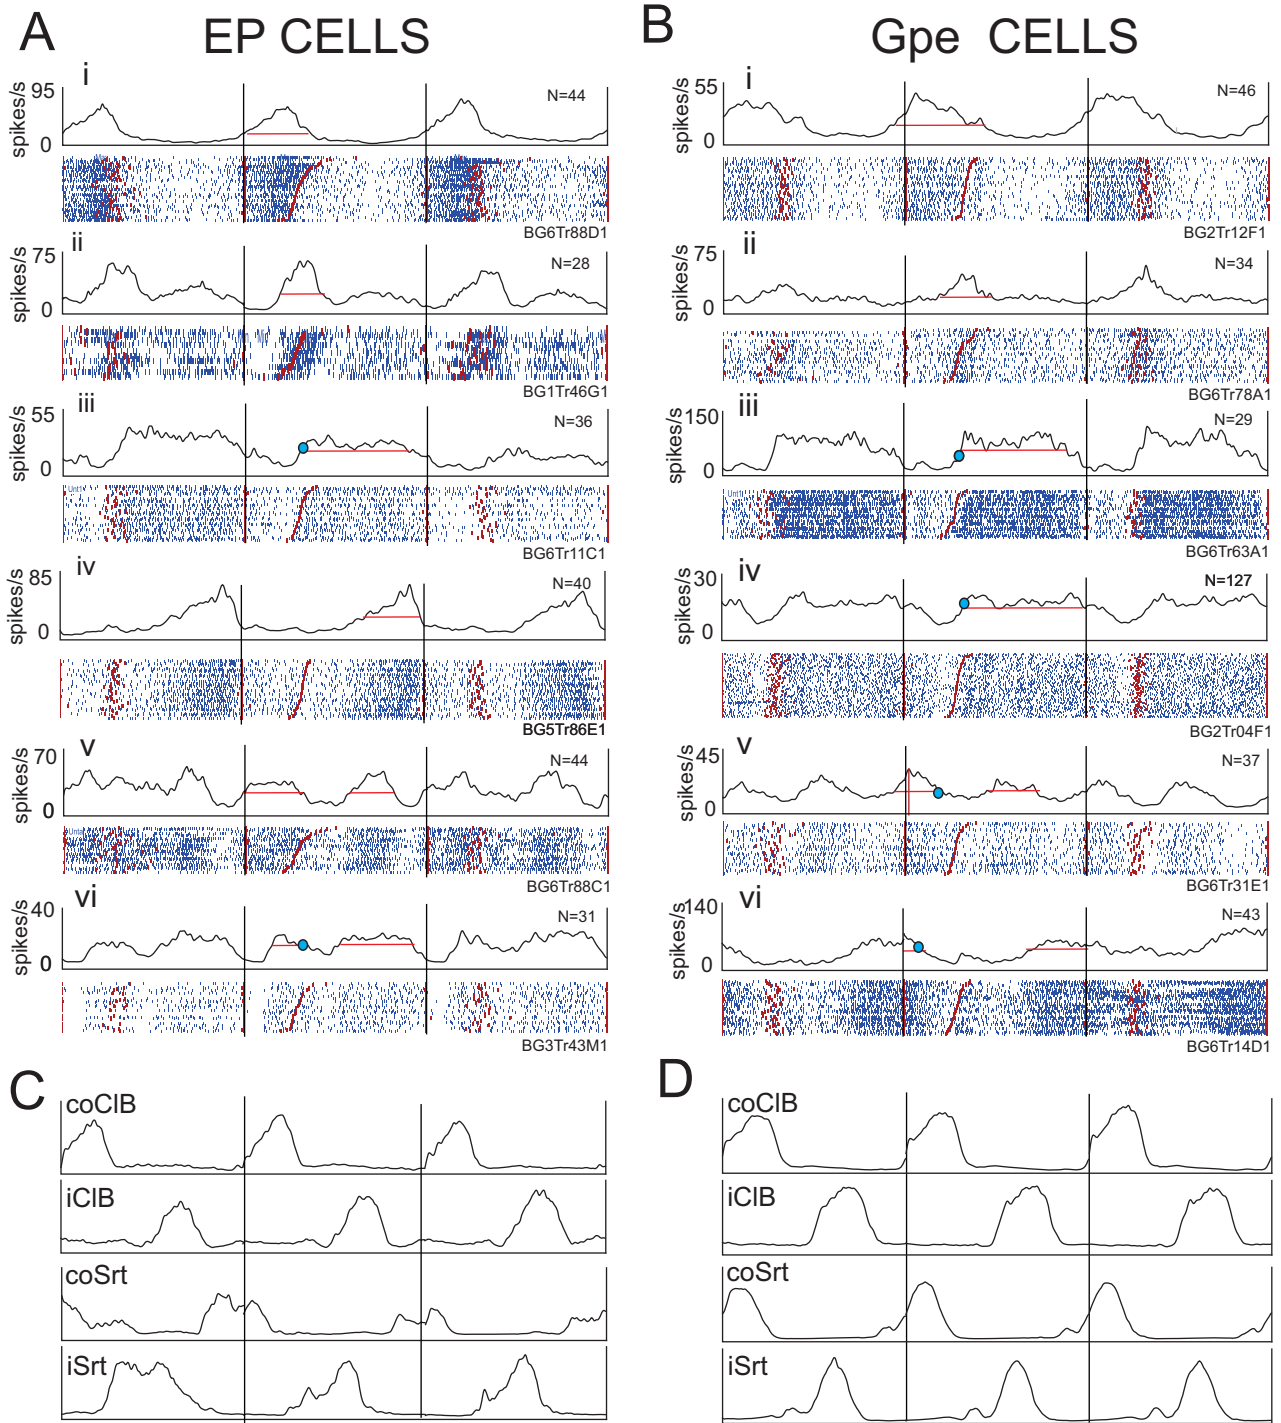 A
EP CELLS
i
95
spikes/s
0
N=44
BG6Tr88D1
ii
75
spikes/s
0
N=28
BG1Tr46G1
iii
55
spikes/s
0
N=36
Unt1
BG6Tr11C1
iv
85
spikes/s
0
N=40
BG5Tr86E1
v
70
spikes/s
0
N=44
BG6Tr88C1
vi
40
spikes/s
0
N=31
BG3Tr43M1
B
Gpe CELLS
i
55
spikes/s
0
N=46
BG2Tr12F1
ii
75
spikes/s
0
N=34
BG6Tr78A1
iii
150
spikes/s
0
N=29
BG6Tr63A1
iv
30
spikes/s
0
N=127
BG2Tr04F1
v
45
spikes/s
0
N=37
BG6Tr31E1
vi
140
spikes/s
0
N=43
BG6Tr14D1
C
coClB
iClB
coSrt
iSrt
D
coClB
iClB
coSrt
iSrt